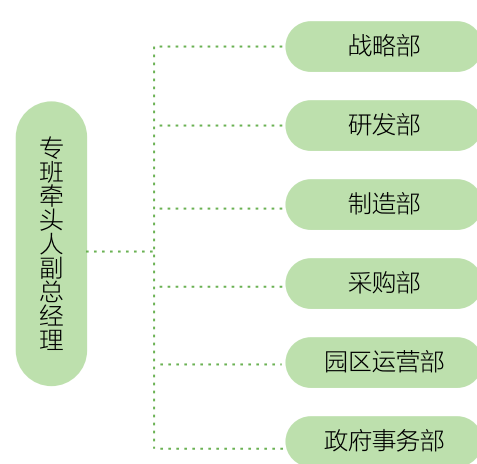 专班牵头人副总经理
战略部
研发部
制造部
采购部
园区运营部
政府事务部